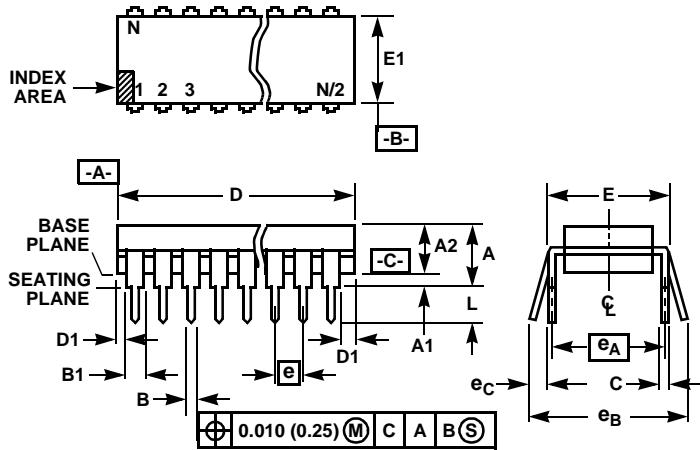 N
E1
INDEX
AREA
1 2 3 N/2
-B-
-A-
D
E
BASE
PLANE
A2
A
-C-
SEATING
PLANE
L
℄
D1
A1
D1
eA
B1
e
eC
C
B
eB
⌖ 0.010 (0.25) Ⓜ C A B Ⓢ